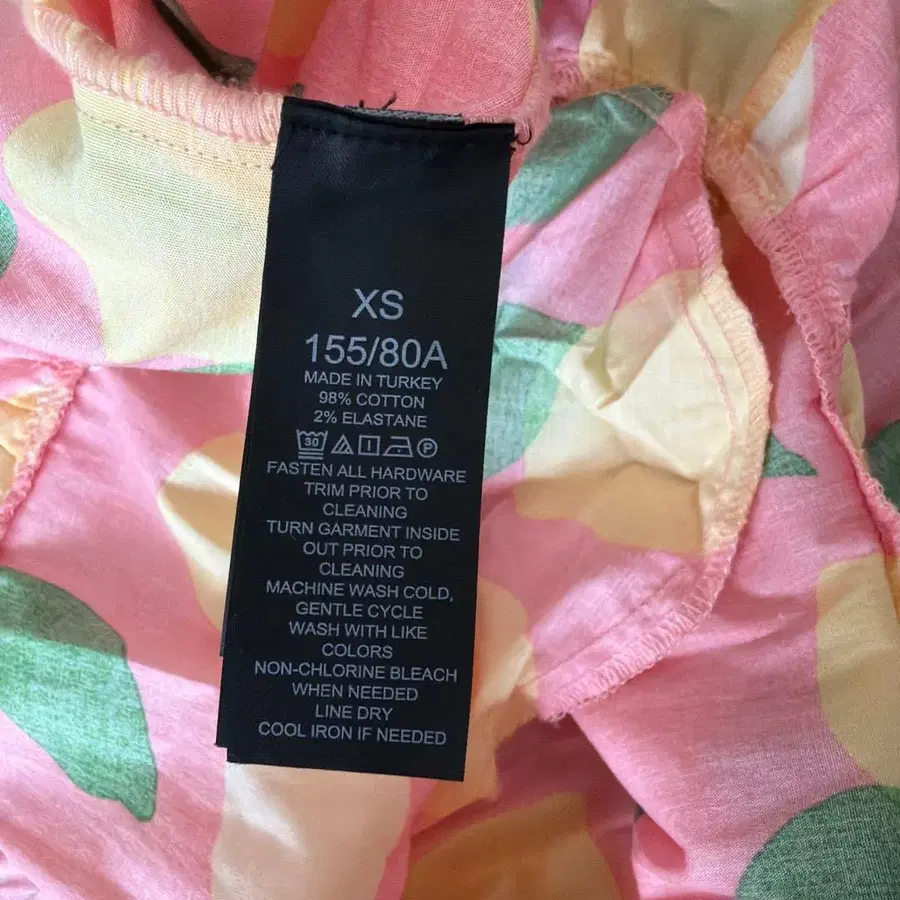 XS
155/80A
MADE IN TURKEY
98% COTTON
2% ELASTANE
30 P
FASTEN ALL HARDWARE
TRIM PRIOR TO
CLEANING
TURN GARMENT INSIDE
OUT PRIOR TO
CLEANING
MACHINE WASH COLD,
GENTLE CYCLE
WASH WITH LIKE
COLORS
NON-CHLORINE BLEACH
WHEN NEEDED
LINE DRY
COOL IRON IF NEEDED